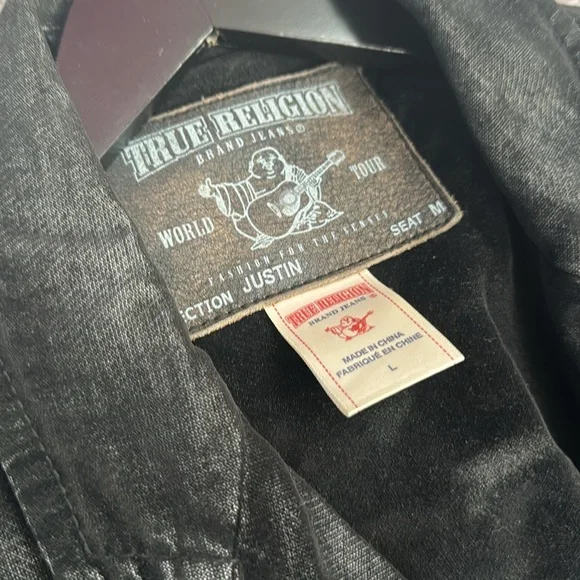 TRUE RELIGION
BRAND JEANS®
WORLD TOUR
FASHION FOR THE SENSES
ECTION JUSTIN SEAT M
TRUE RELIGION®
BRAND JEANS
MADE IN CHINA
FABRIQUÉ EN CHINE
L